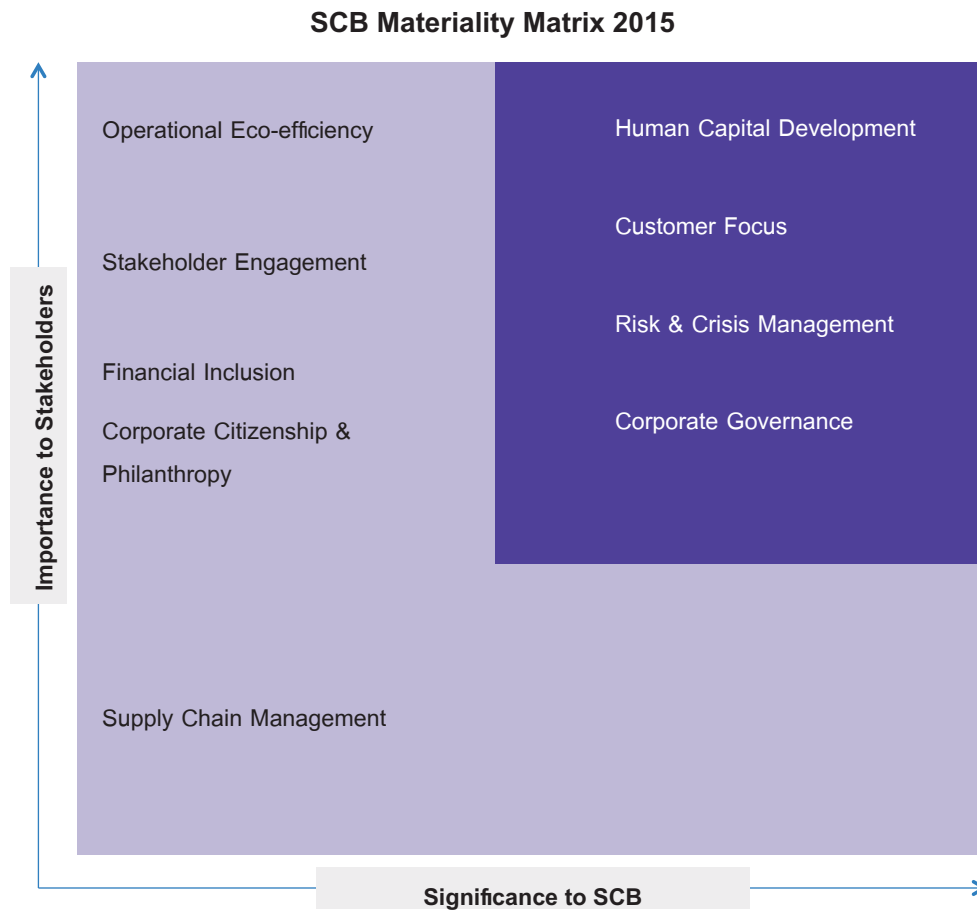 SCB Materiality Matrix 2015
Importance to Stakeholders
Operational Eco-efficiency
Stakeholder Engagement
Financial Inclusion
Corporate Citizenship &
Philanthropy
Supply Chain Management
Human Capital Development
Customer Focus
Risk & Crisis Management
Corporate Governance
Significance to SCB